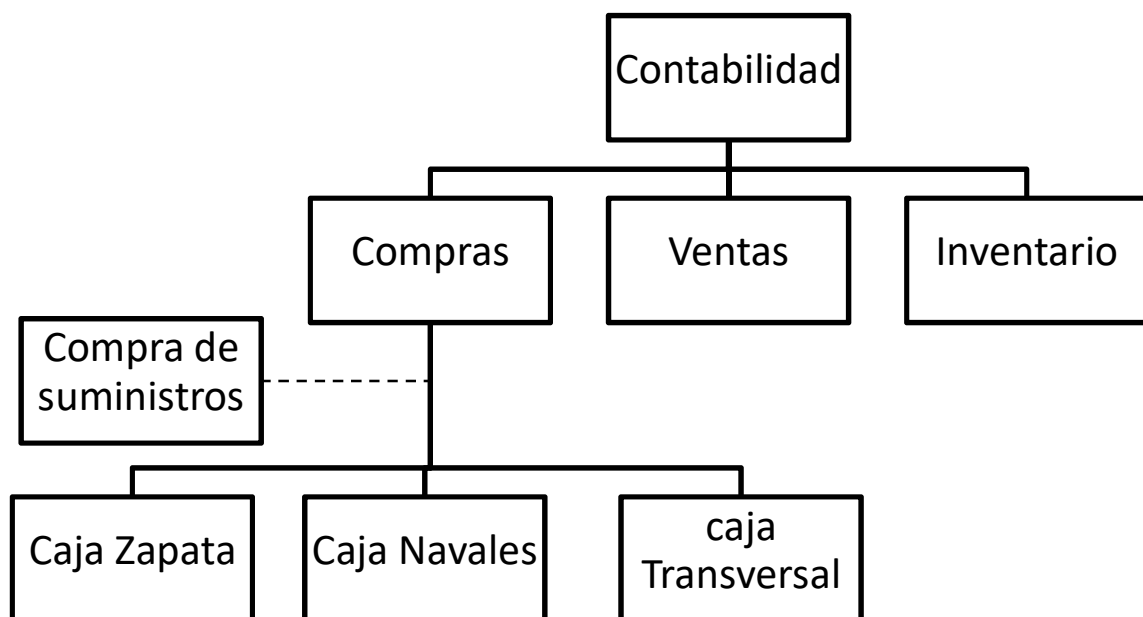 Contabilidad
Compras
Ventas
Inventario
Compra de
suministros
Caja Zapata
Caja Navales
caja
Transversal